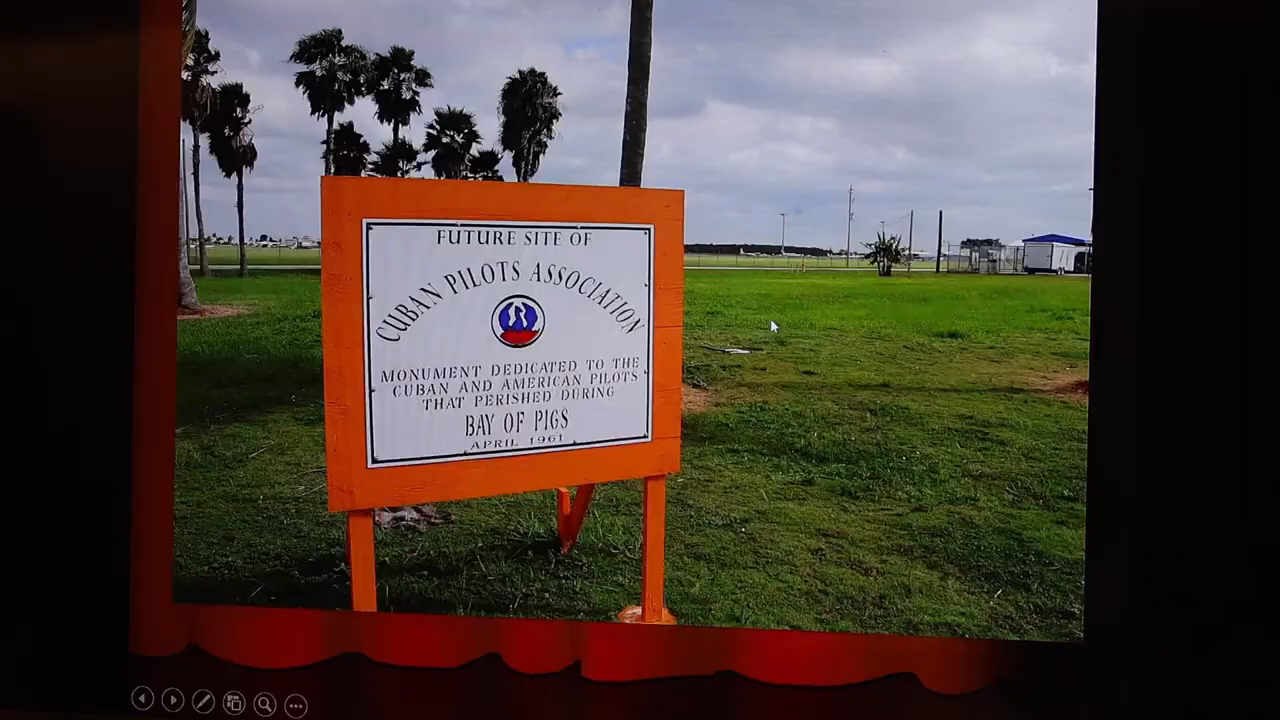 FUTURE SITE OF
CUBAN PILOTS ASSOCIATION
MONUMENT DEDICATED TO THE
CUBAN AND AMERICAN PILOTS
THAT PERISHED DURING
BAY OF PIGS
APRIL 1961